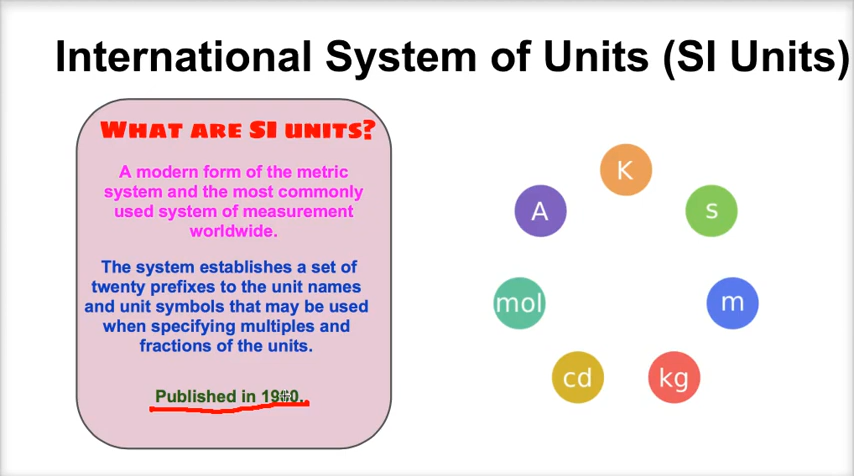 International System of Units (SI Units)
WHAT ARE SI UNITS?
A modern form of the metric
system and the most commonly
used system of measurement
worldwide.
The system establishes a set of
twenty prefixes to the unit names
and unit symbols that may be used
when specifying multiples and
fractions of the units.
Published in
K
A
s
mol
m
cd
kg